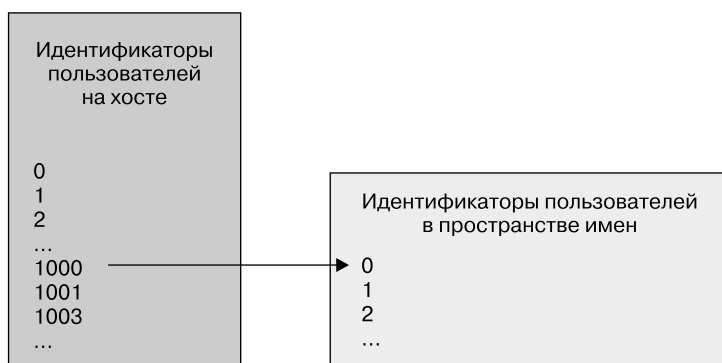 Идентификаторы
пользователей
на хосте
0
1
2
...
1000
1001
1003
...
Идентификаторы пользователей
в пространстве имен
0
1
2
...